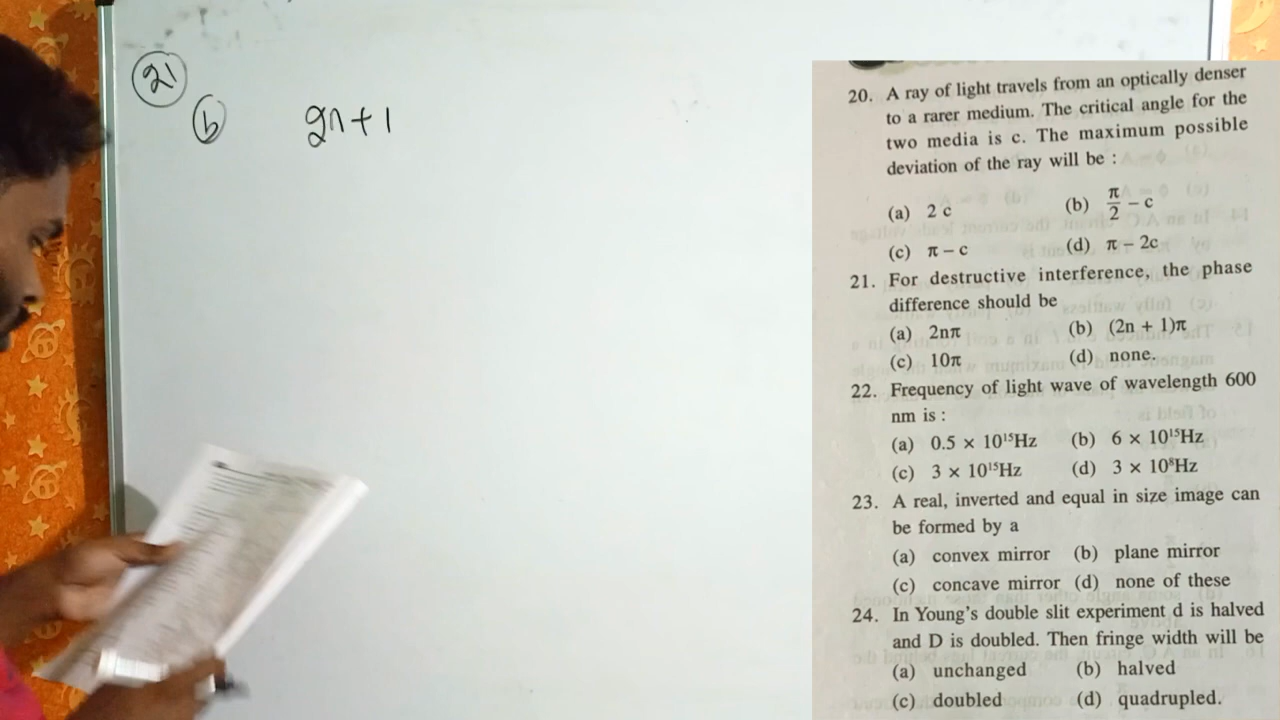 21
b 2n+1
20. A ray of light travels from an optically denser
to a rarer medium. The critical angle for the
two media is c. The maximum possible
deviation of the ray will be :
(a) 2 c (b) π/2 – c
(c) π – c (d) π – 2c
21. For destructive interference, the phase
difference should be
(a) 2nπ (b) (2n + 1)π
(c) 10π (d) none.
22. Frequency of light wave of wavelength 600
nm is :
(a) 0.5 × 10¹⁵Hz (b) 6 × 10¹⁵Hz
(c) 3 × 10¹⁵Hz (d) 3 × 10⁸Hz
23. A real, inverted and equal in size image can
be formed by a
(a) convex mirror (b) plane mirror
(c) concave mirror (d) none of these
24. In Young's double slit experiment d is halved
and D is doubled. Then fringe width will be
(a) unchanged (b) halved
(c) doubled (d) quadrupled.